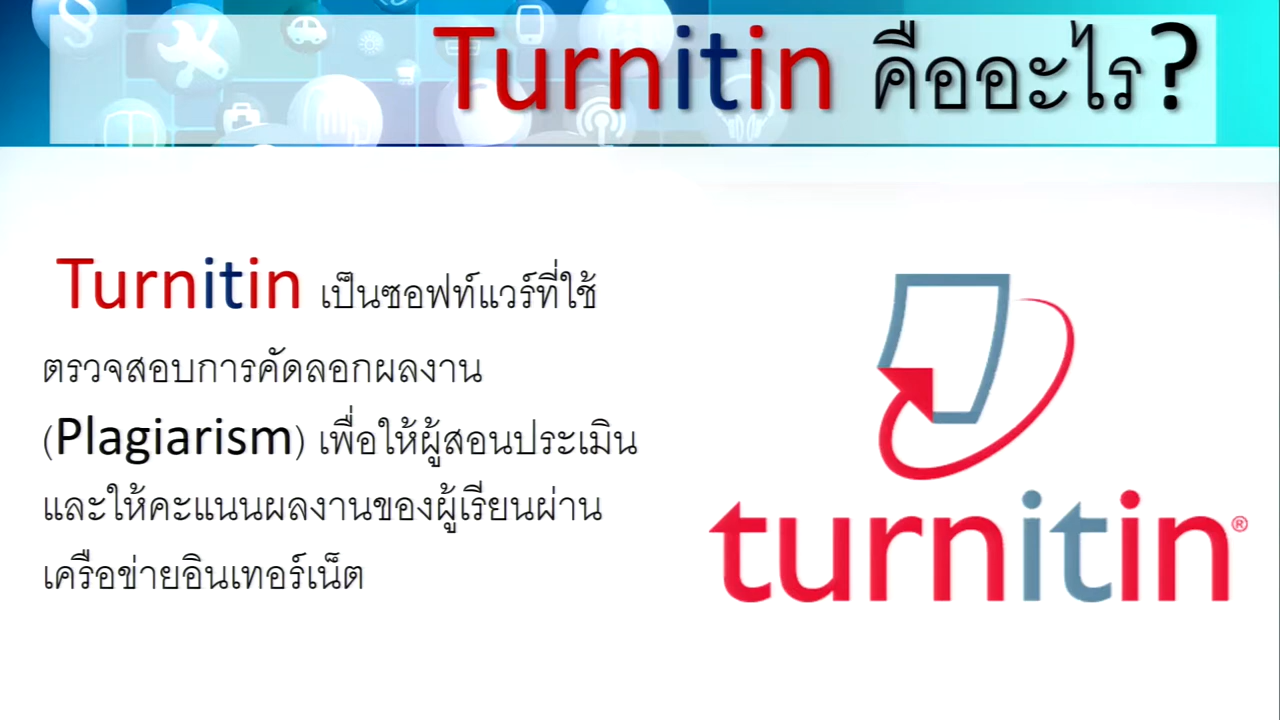 Turnitin คืออะไร?
Turnitin เป็นซอฟท์แวร์ที่ใช้
ตรวจสอบการคัดลอกผลงาน
(Plagiarism) เพื่อให้ผู้สอนประเมิน
และให้คะแนนผลงานของผู้เรียนผ่าน
เครือข่ายอินเทอร์เน็ต
turnitin®